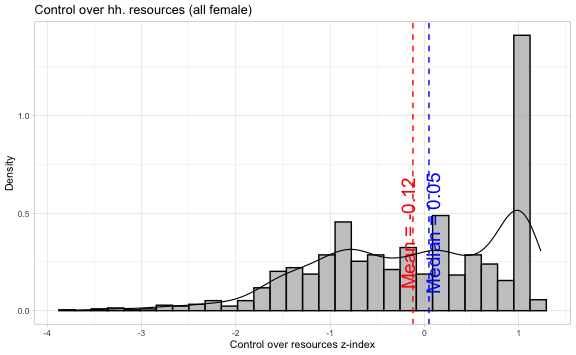 Control over hh. resources (all female)
Density
1.0
0.5
0.0
Mean = -0.12
Median = 0.05
-4 -3 -2 -1 0 1
Control over resources z-index